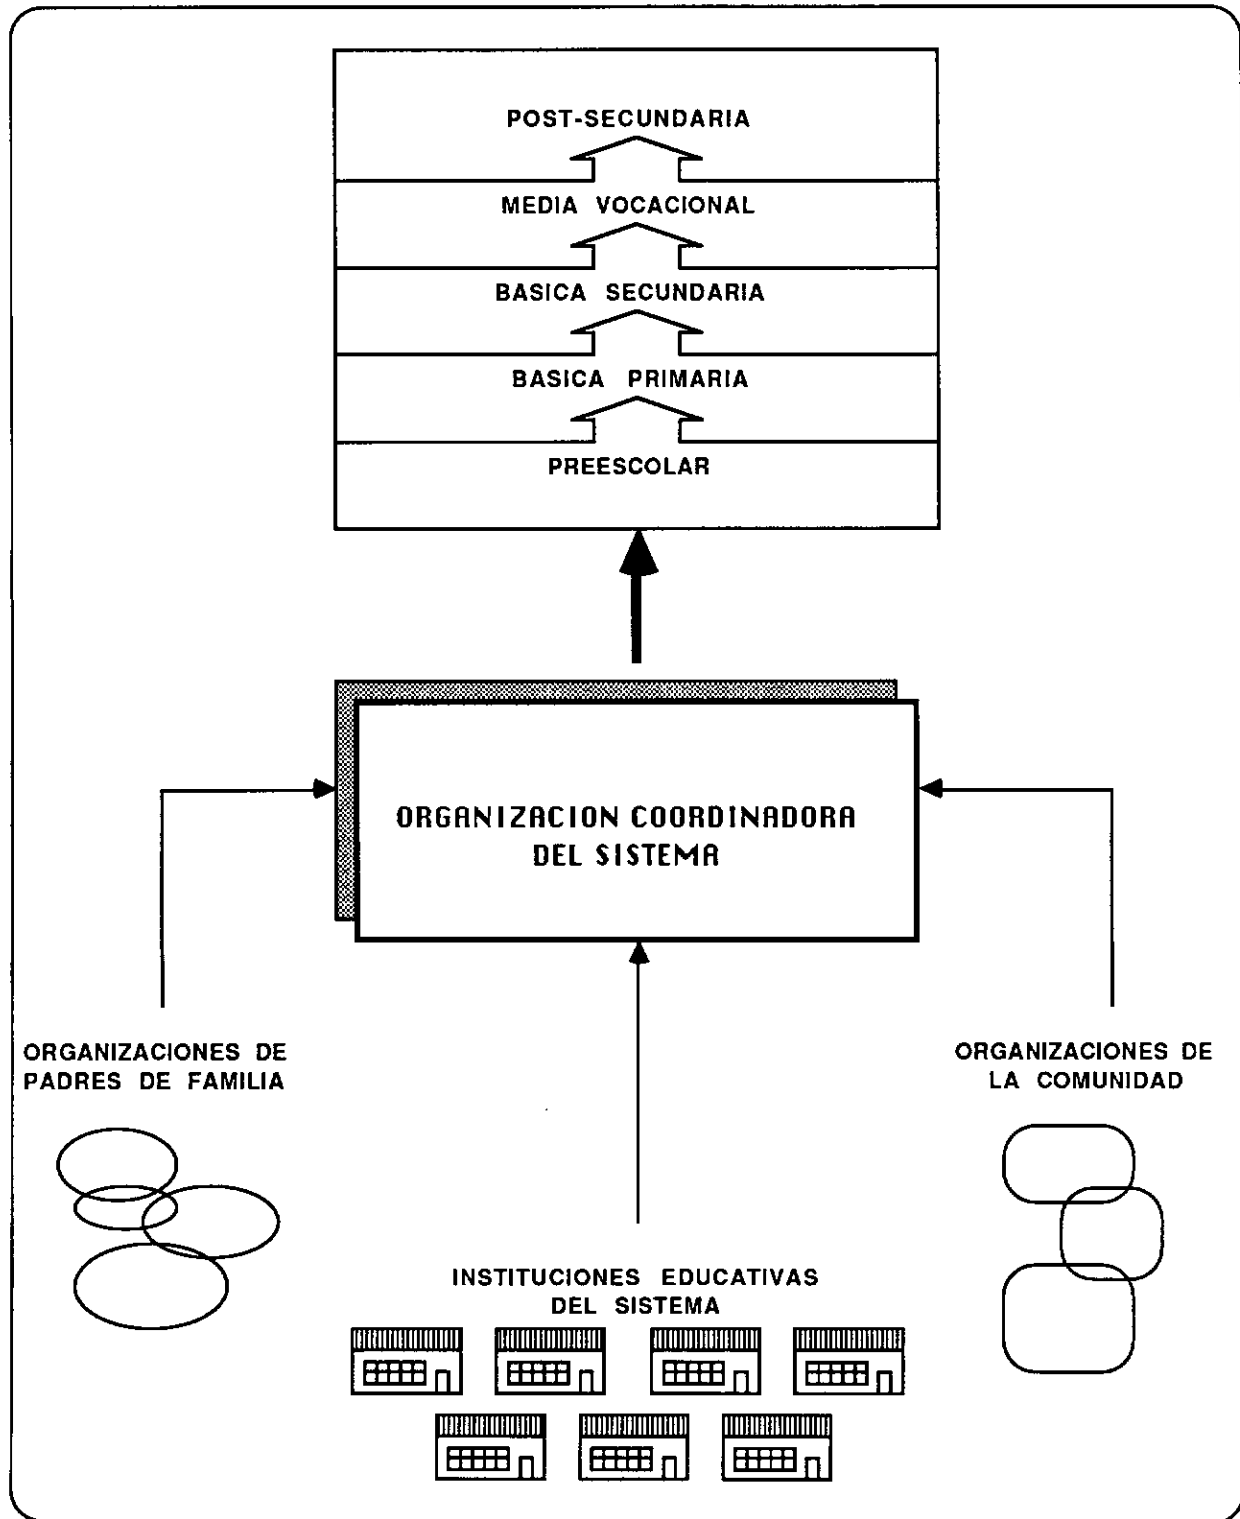 POST-SECUNDARIA
MEDIA VOCACIONAL
BASICA SECUNDARIA
BASICA PRIMARIA
PREESCOLAR
ORGANIZACION COORDINADORA
DEL SISTEMA
ORGANIZACIONES DE
PADRES DE FAMILIA
ORGANIZACIONES DE
LA COMUNIDAD
INSTITUCIONES EDUCATIVAS
DEL SISTEMA